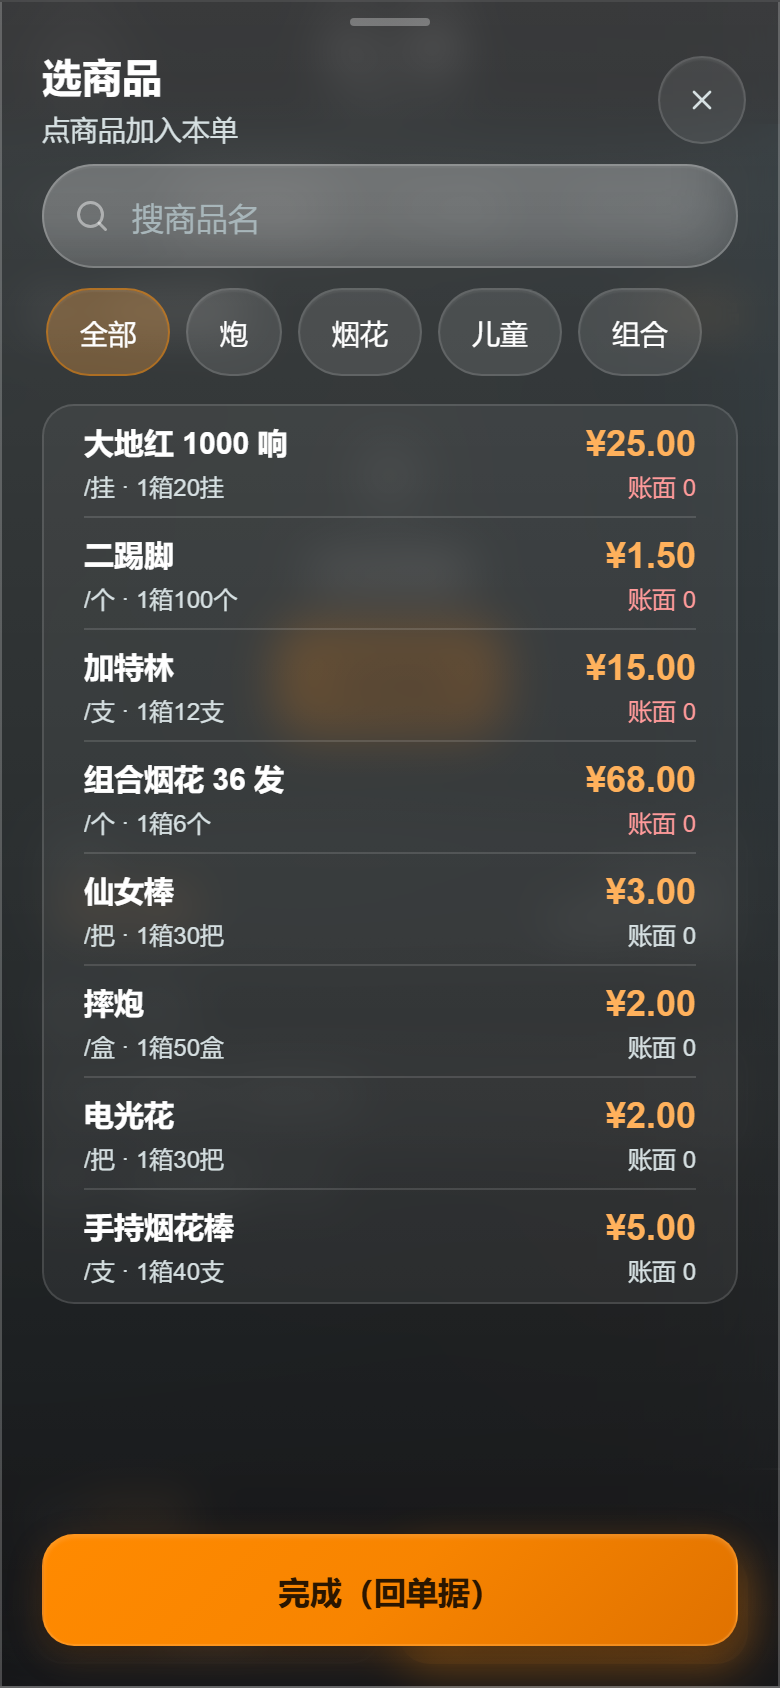 选商品
点商品加入本单
搜商品名
全部 炮 烟花 儿童 组合
大地红 1000 响 ¥25.00
/挂 · 1箱20挂 账面 0
二踢脚 ¥1.50
/个 · 1箱100个 账面 0
加特林 ¥15.00
/支 · 1箱12支 账面 0
组合烟花 36 发 ¥68.00
/个 · 1箱6个 账面 0
仙女棒 ¥3.00
/把 · 1箱30把 账面 0
摔炮 ¥2.00
/盒 · 1箱50盒 账面 0
电光花 ¥2.00
/把 · 1箱30把 账面 0
手持烟花棒 ¥5.00
/支 · 1箱40支 账面 0
完成（回单据）